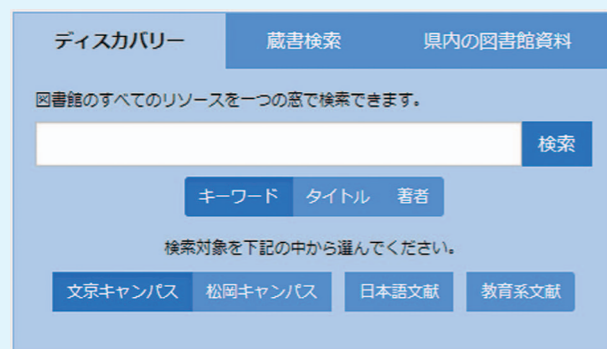 ディスカバリー 蔵書検索 県内の図書館資料
図書館のすべてのリソースを一つの窓で検索できます。
検索
キーワード タイトル 著者
検索対象を下記の中から選んでください。
文京キャンパス 松岡キャンパス 日本語文献 教育系文献